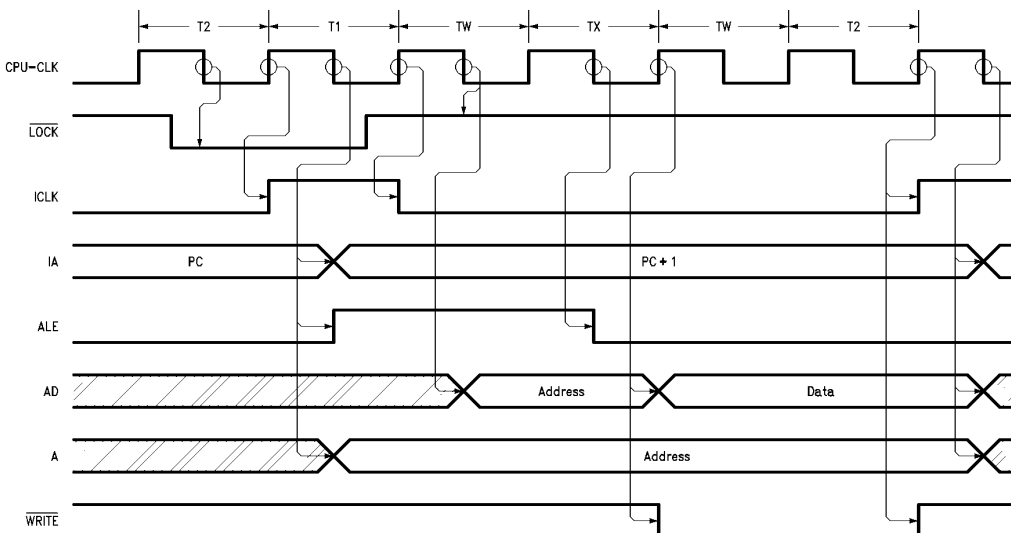 T2 T1 TW TX TW T2
CPU-CLK
LOCK
ICLK
IA PC PC + 1
ALE
AD Address Data
A Address
WRITE